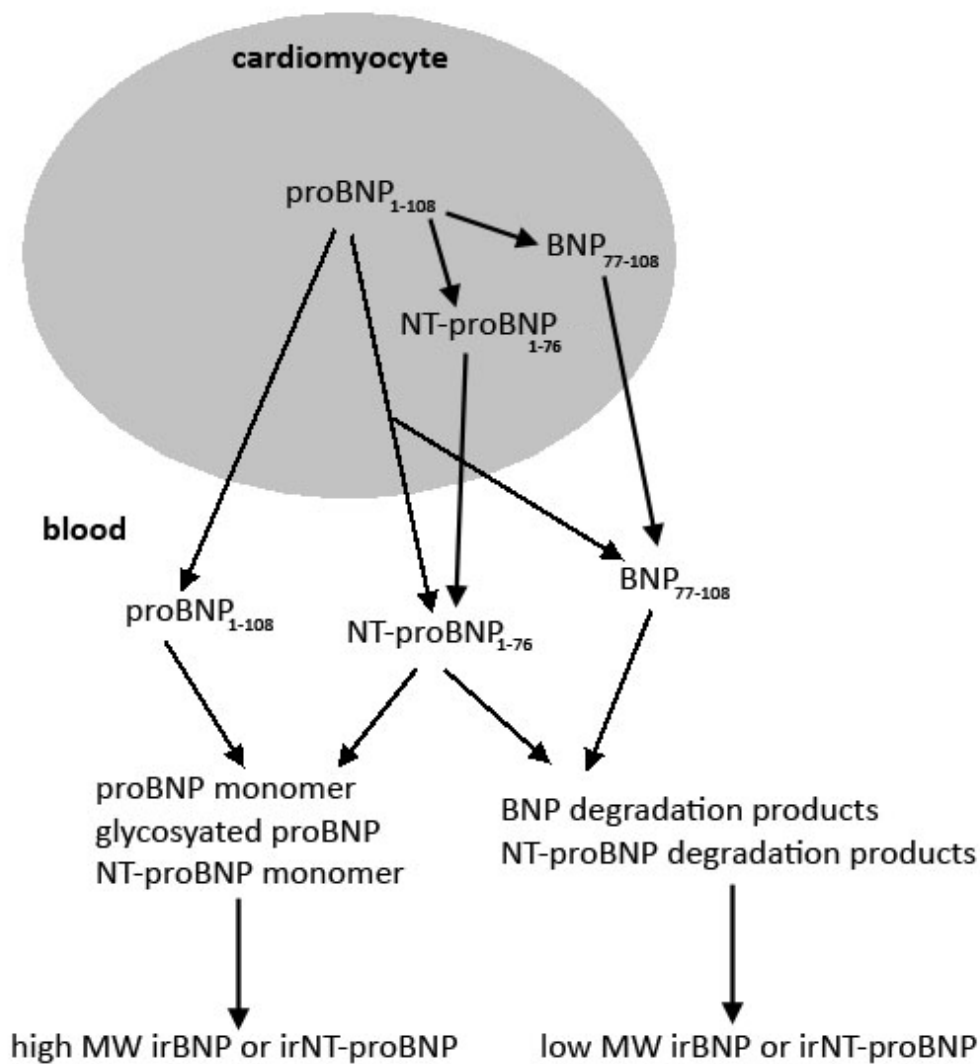 cardiomyocyte
proBNP1-108
BNP77-108
NT-proBNP1-76
blood
BNP77-108
proBNP1-108
NT-proBNP1-76
proBNP monomer
glycosyated proBNP
NT-proBNP monomer
BNP degradation products
NT-proBNP degradation products
high MW irBNP or irNT-proBNP
low MW irBNP or irNT-proBNP